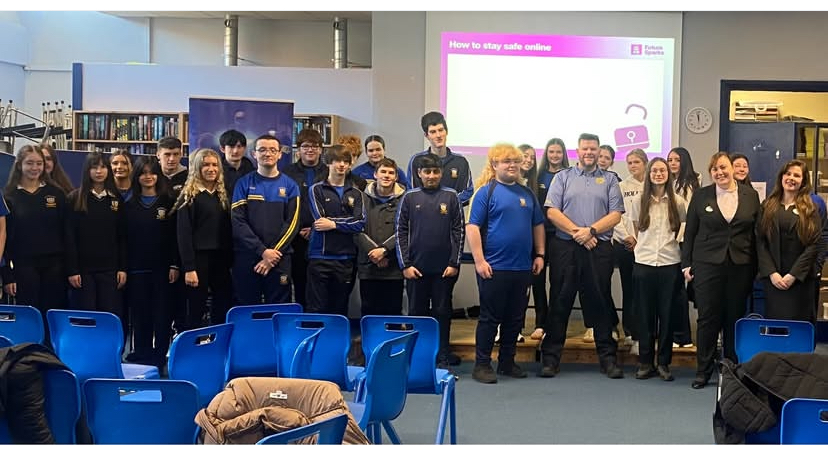 How to stay safe online
Future
Sparks